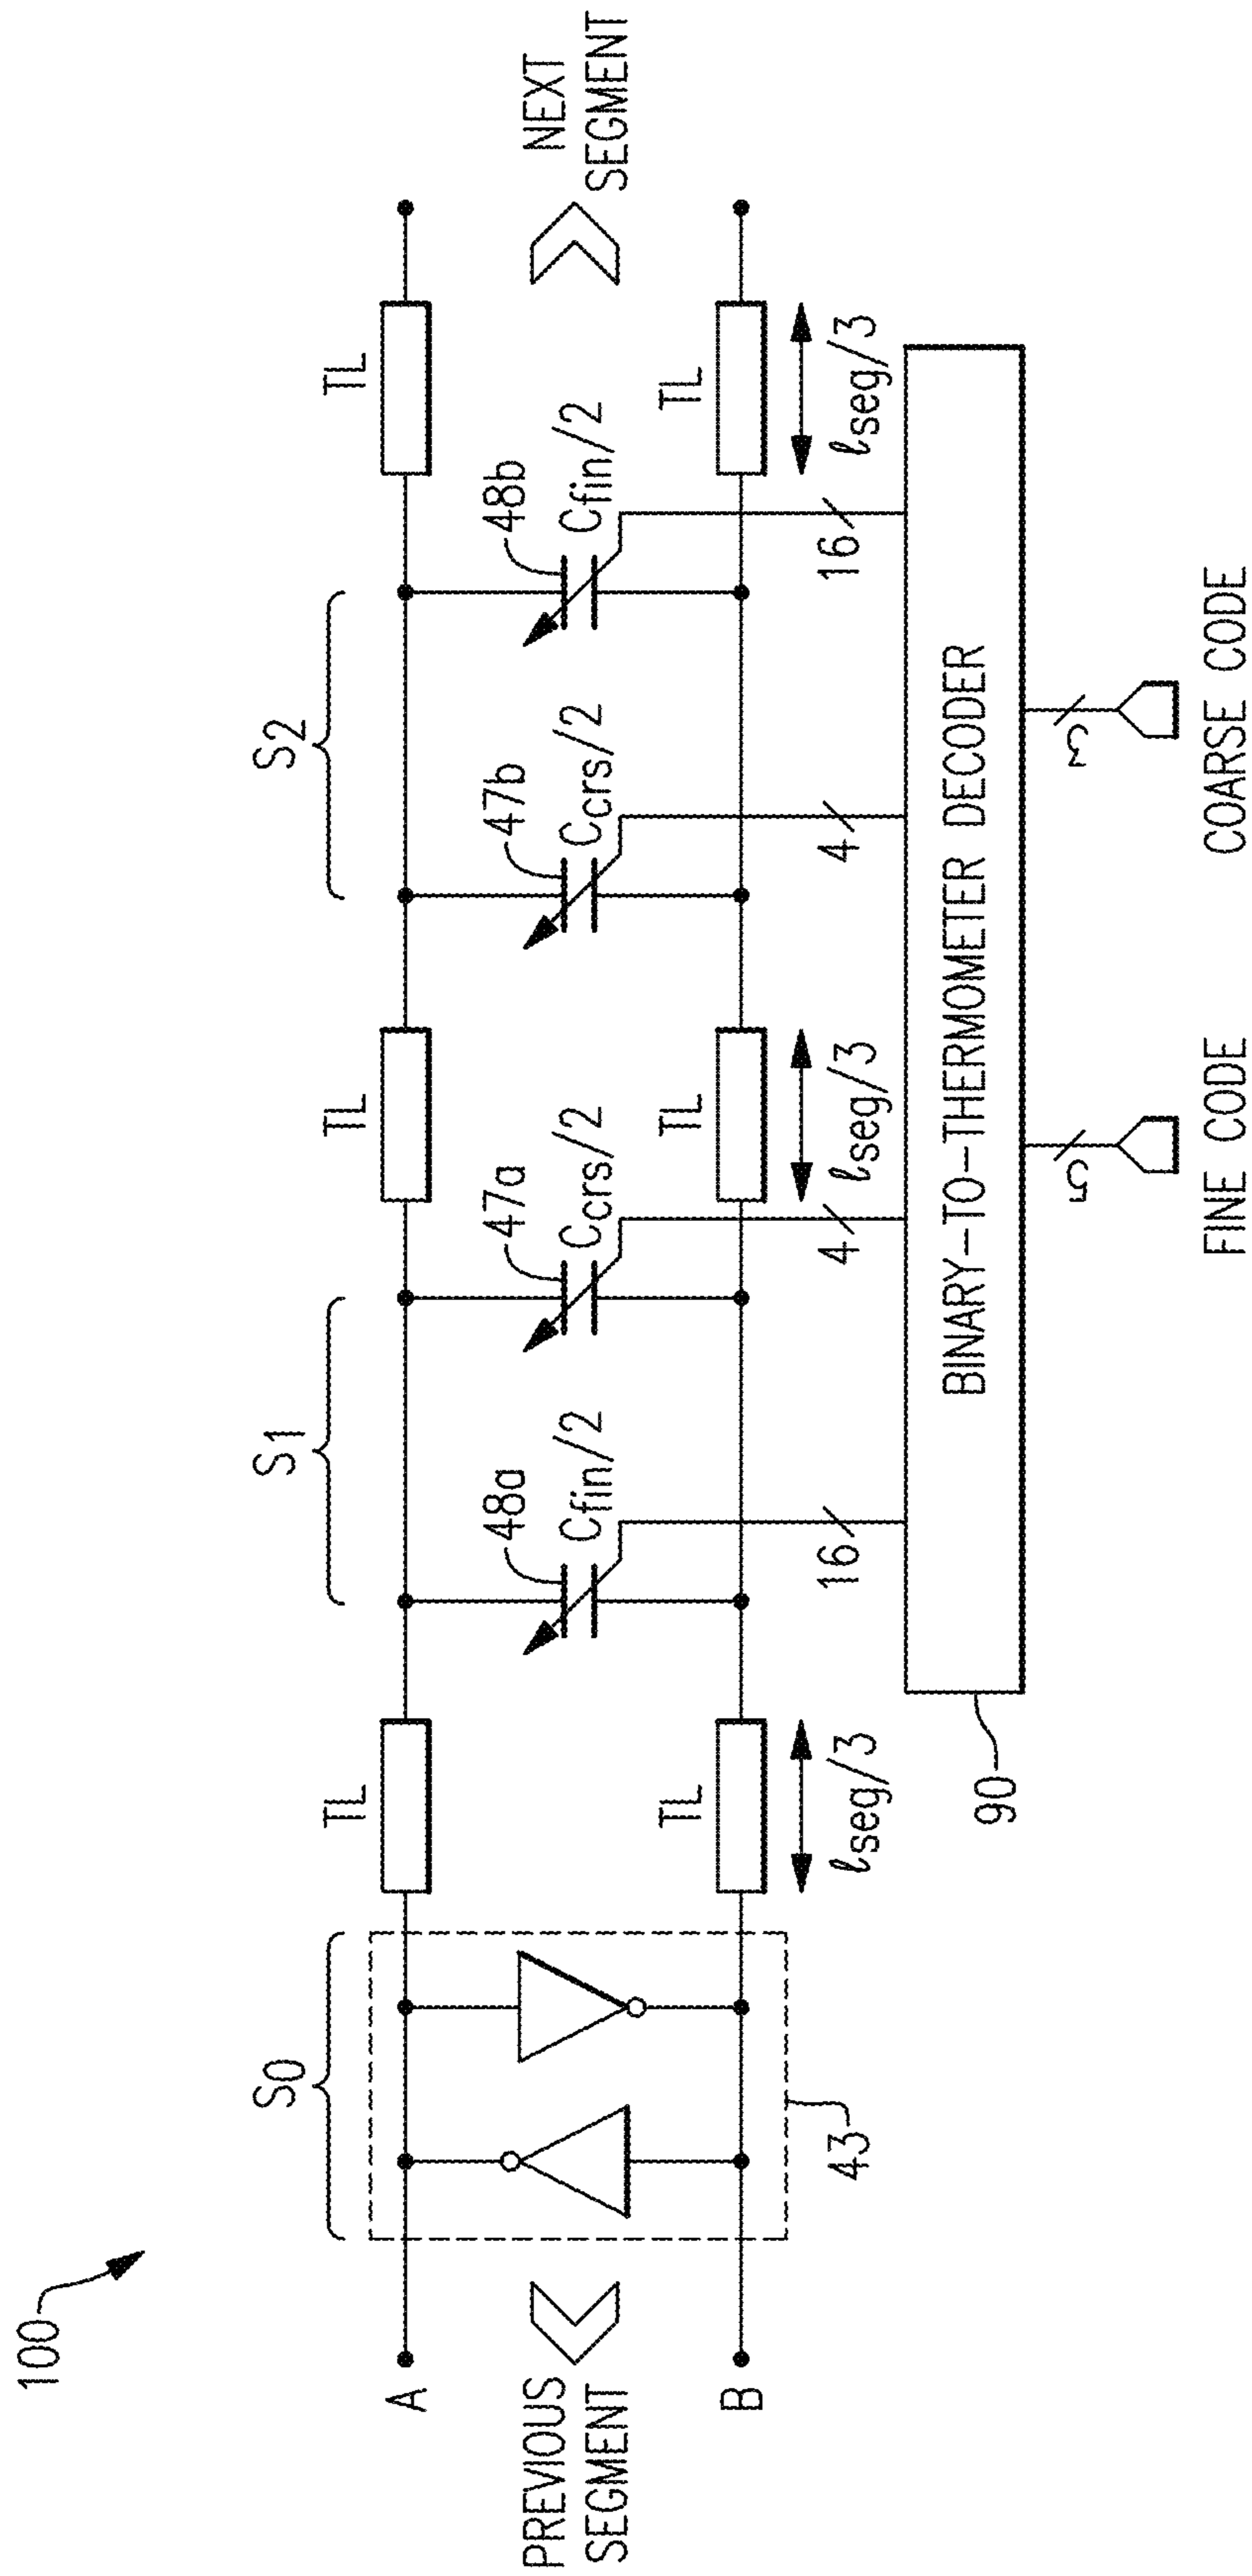 100
S0
S1
S2
A
TL
TL
TL
PREVIOUS
SEGMENT
48a
Cfin/2
47a
Ccrs/2
47b
Ccrs/2
48b
Cfin/2
NEXT
SEGMENT
B
TL
TL
TL
43
ℓseg/3
16
4
ℓseg/3
4
16
ℓseg/3
BINARY-TO-THERMOMETER DECODER
90
5
3
FINE CODE
COARSE CODE